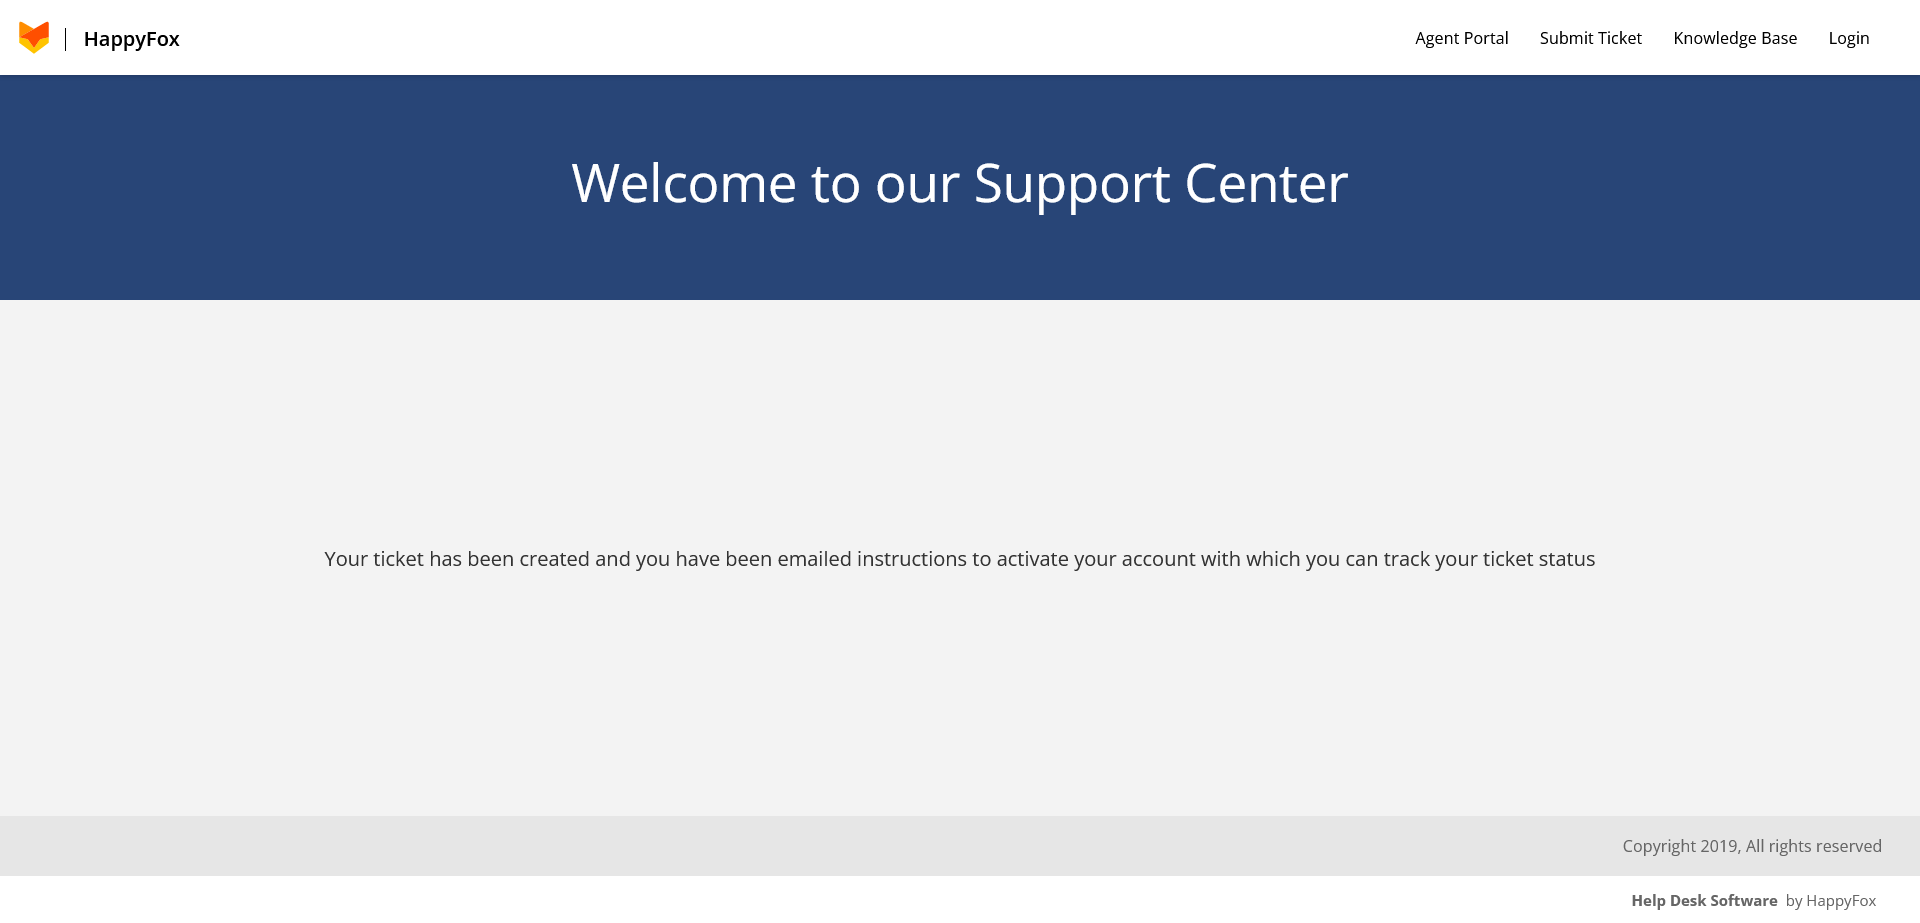 HappyFox
Agent Portal Submit Ticket Knowledge Base Login
Welcome to our Support Center
Your ticket has been created and you have been emailed instructions to activate your account with which you can track your ticket status
Copyright 2019, All rights reserved
Help Desk Software by HappyFox